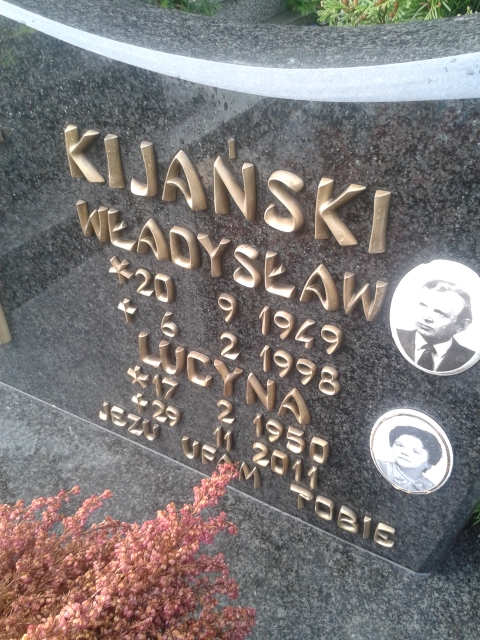 KIJAŃSKI
WŁADYSŁAW
* 20 9 1949
+ 6 2 1998
LUCYNA
* 17 2 1950
+ 29 11 2011
JEZU UFAM TOBIE